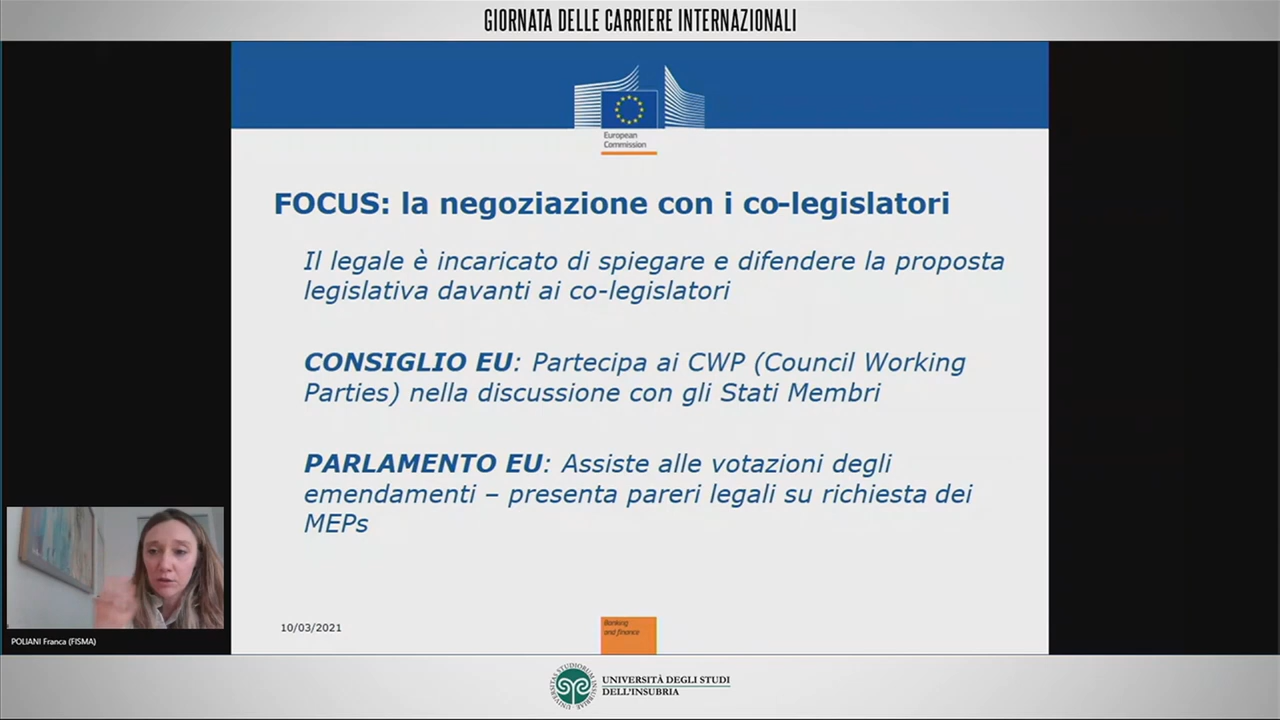 GIORNATA DELLE CARRIERE INTERNAZIONALI
European
Commission
FOCUS: la negoziazione con i co-legislatori
Il legale è incaricato di spiegare e difendere la proposta
legislativa davanti ai co-legislatori
CONSIGLIO EU: Partecipa ai CWP (Council Working
Parties) nella discussione con gli Stati Membri
PARLAMENTO EU: Assiste alle votazioni degli
emendamenti – presenta pareri legali su richiesta dei
MEPs
10/03/2021
Banking
and finance
POLIANI Franca (FISMA)
UNIVERSITÀ DEGLI STUDI
DELL'INSUBRIA